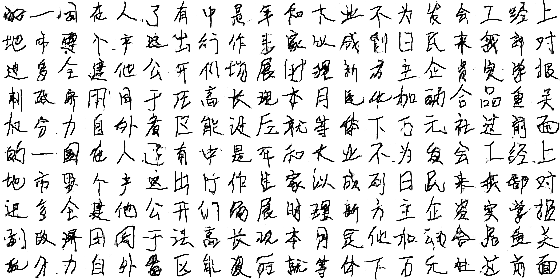 的一国在人了有中是年和大业不为发会工经上
地市要个产这出行作生家以成到日民来我部对
进多全建他公开们场展时理新方主企资实学报
制政济用同于法高长现本月定化加动合品重关
机分力自外者区能设后就等体下万元社过前面
的一国在人了有中是年和大业不为发会工经上
地市要个产这出行作生家以成到日民来我部对
进多全建他公开们场展时理新方主企资实学报
制政济用同于法高长现本月定化加动合品重关
机分力自外者区能设后就等体下万元社过前面